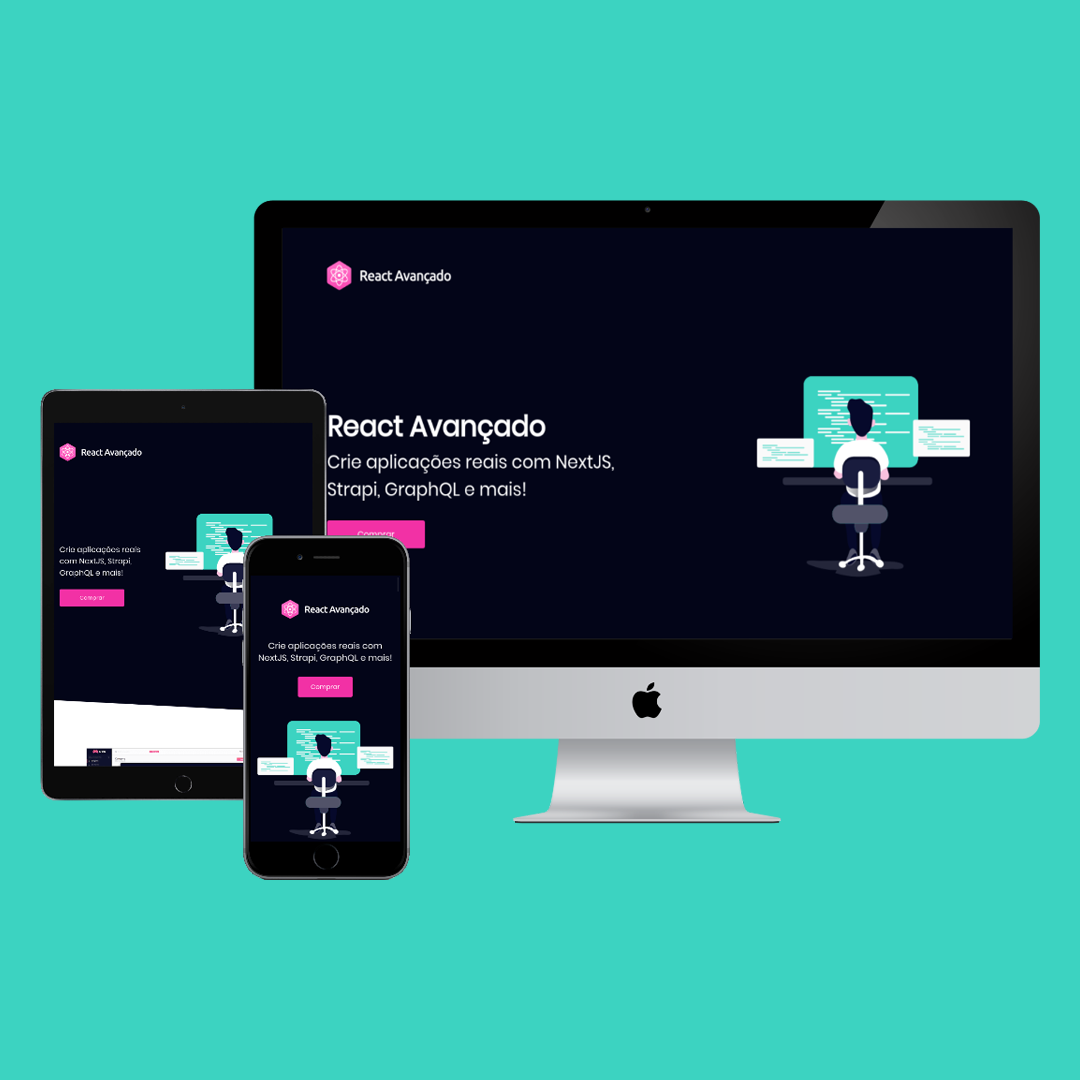 React Avançado
React Avançado
Crie aplicações reais com NextJS,
Strapi, GraphQL e mais!
Comprar
React Avançado
Crie aplicações reais
com NextJS, Strapi,
GraphQL e mais!
Comprar
React Avançado
Crie aplicações reais com
NextJS, Strapi, GraphQL e mais!
Comprar